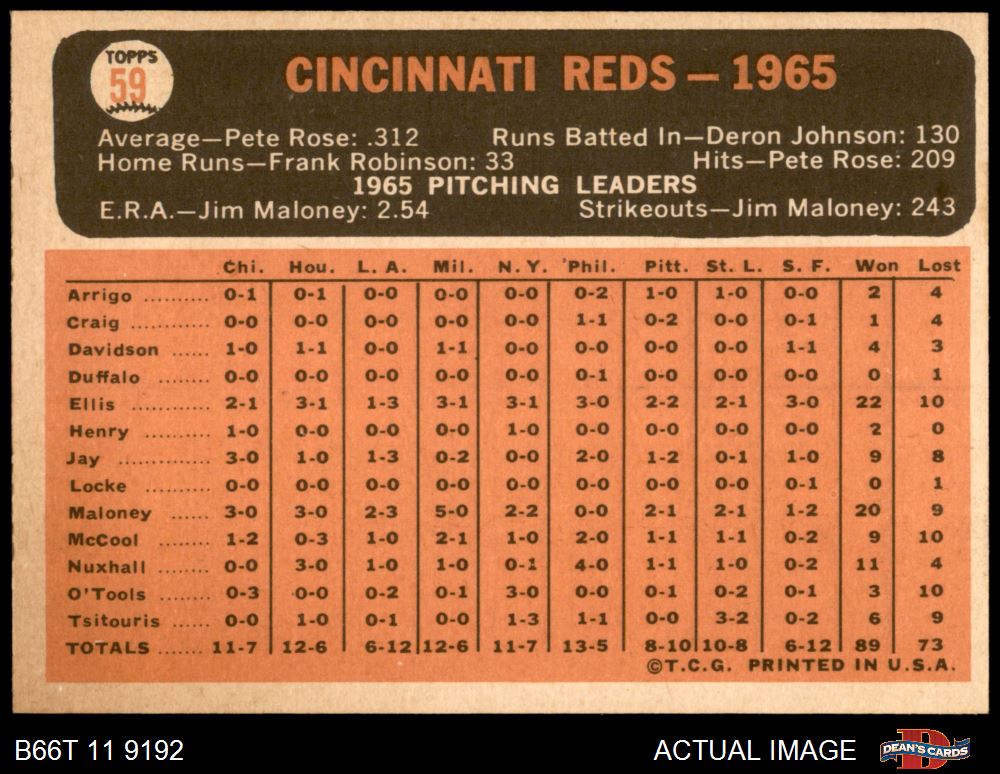 TOPPS
59
CINCINNATI REDS — 1965
Average—Pete Rose: .312 Runs Batted In—Deron Johnson: 130
Home Runs—Frank Robinson: 33 Hits—Pete Rose: 209
1965 PITCHING LEADERS
E.R.A.—Jim Maloney: 2.54 Strikeouts—Jim Maloney: 243
Chi. Hou. L. A. Mil. N. Y. Phil. Pitt. St. L. S. F. Won Lost
Arrigo .......... 0-1 0-1 0-0 0-0 0-0 0-2 1-0 1-0 0-0 2 4
Craig ............ 0-0 0-0 0-0 0-0 0-0 1-1 0-2 0-0 0-1 1 4
Davidson ...... 1-0 1-1 0-0 1-1 0-0 0-0 0-0 0-0 1-1 4 3
Duffalo ........ 0-0 0-0 0-0 0-0 0-0 0-1 0-0 0-0 0-0 0 1
Ellis ............ 2-1 3-1 1-3 3-1 3-1 3-0 2-2 2-1 3-0 22 10
Henry .......... 1-0 0-0 0-0 0-0 1-0 0-0 0-0 0-0 0-0 2 0
Jay .............. 3-0 1-0 1-3 0-2 0-0 2-0 1-2 0-1 1-0 9 8
Locke .......... 0-0 0-0 0-0 0-0 0-0 0-0 0-0 0-0 0-1 0 1
Maloney ...... 3-0 3-0 2-3 5-0 2-2 0-0 2-1 2-1 1-2 20 9
McCool ........ 1-2 0-3 1-0 2-1 1-0 2-0 1-1 1-1 0-2 9 10
Nuxhall ........ 0-0 3-0 1-0 1-0 0-1 4-0 1-1 1-0 0-2 11 4
O'Tools ........ 0-3 0-0 0-2 0-1 3-0 0-0 0-1 0-2 0-1 3 10
Tsitouris ...... 0-0 1-0 0-1 0-0 1-3 1-1 0-0 3-2 0-2 6 9
TOTALS ...... 11-7 12-6 6-12 12-6 11-7 13-5 8-10 10-8 6-12 89 73
©T.C.G. PRINTED IN U.S.A.
B66T 11 9192 ACTUAL IMAGE DEAN'S CARDS